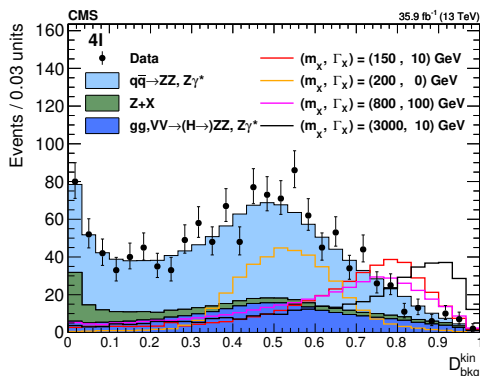 CMS 35.9 fb⁻¹ (13 TeV)
4l
Data
qq̄→ZZ, Zγ*
Z+X
gg,VV→(H→)ZZ, Zγ*
(m_X, Γ_X) = (150 , 10) GeV
(m_X, Γ_X) = (200 , 0) GeV
(m_X, Γ_X) = (800 , 100) GeV
(m_X, Γ_X) = (3000, 10) GeV
Events / 0.03 units
160
140
120
100
80
60
40
20
0
0 0.1 0.2 0.3 0.4 0.5 0.6 0.7 0.8 0.9 1
D^kin_bkg